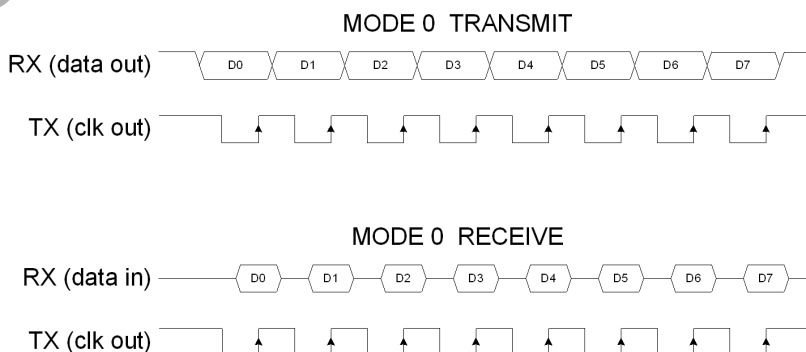 MODE 0 TRANSMIT
RX (data out) D0 D1 D2 D3 D4 D5 D6 D7
TX (clk out)
MODE 0 RECEIVE
RX (data in) D0 D1 D2 D3 D4 D5 D6 D7
TX (clk out)